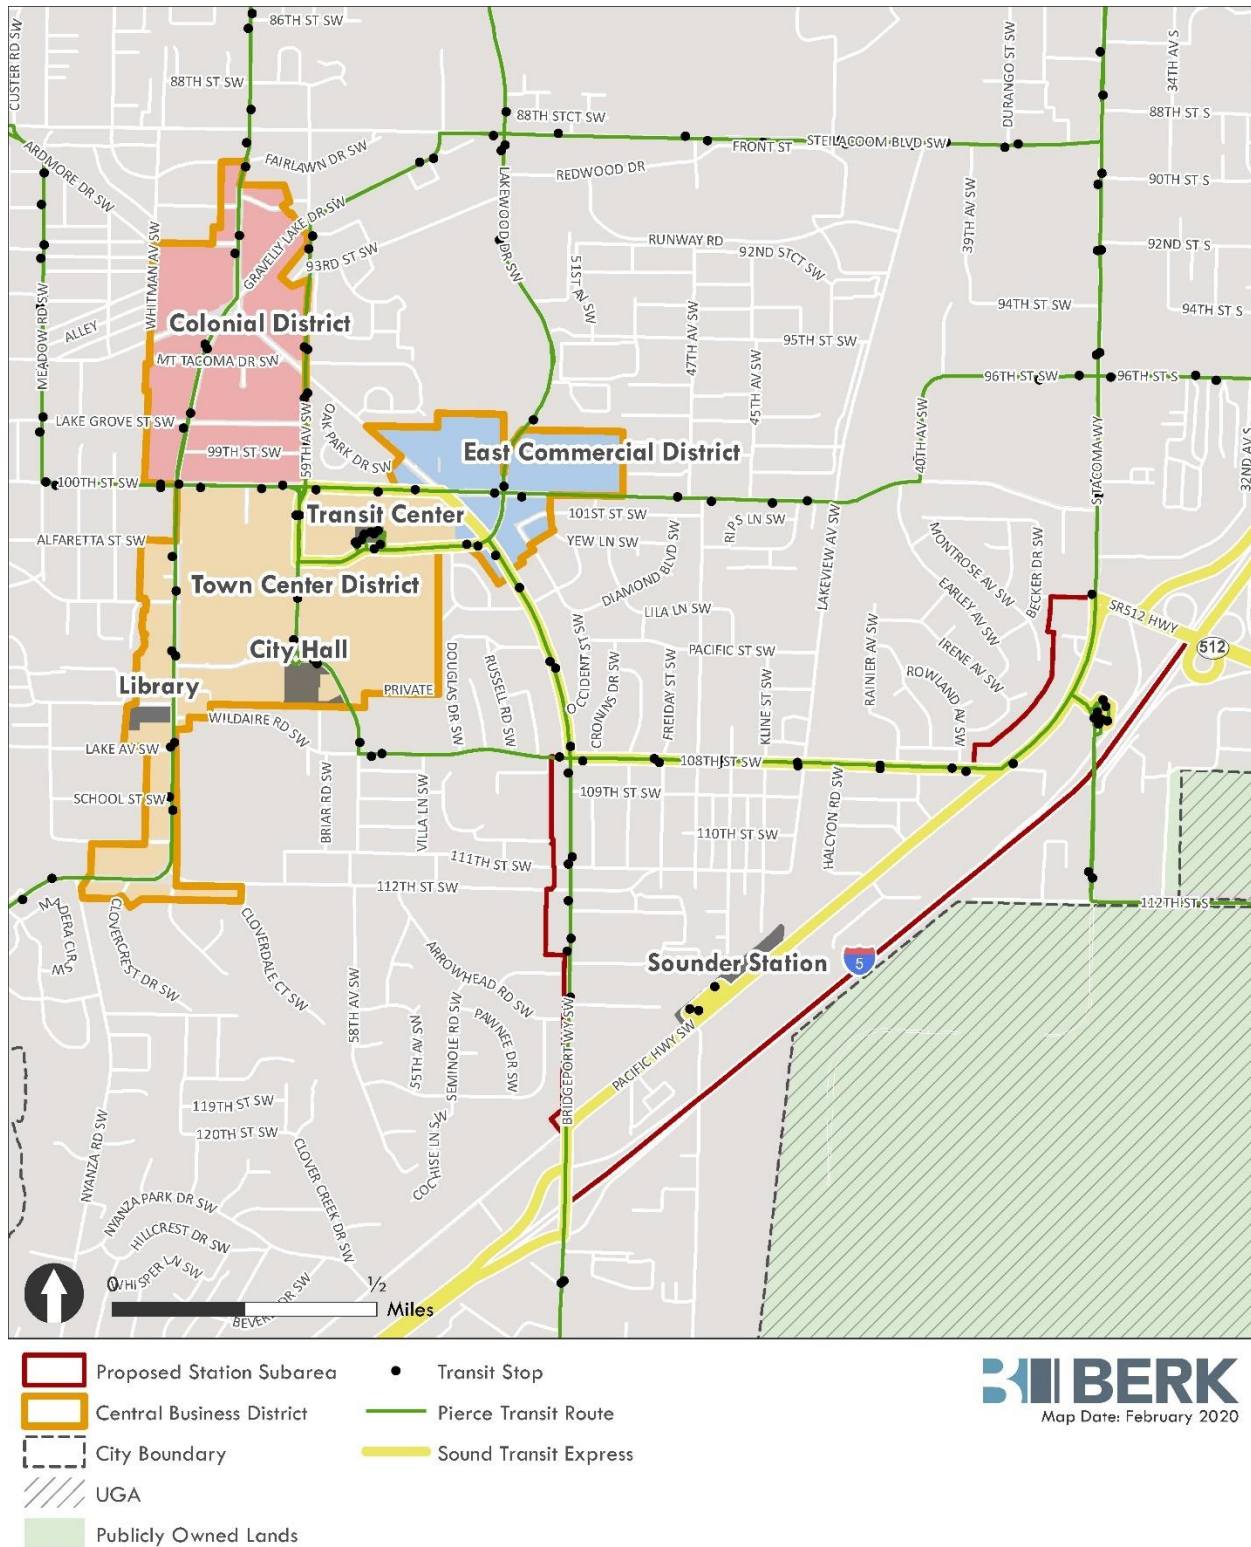 86TH ST SW
CUSTER RD SW
88TH ST SW
DURANGO ST SW
34TH AV S
88TH STCT SW
88TH ST S
ARDMORE DR SW
FAIRLAWN DR SW
FRONT ST
STEILACOOM BLVD SW
REDWOOD DR
90TH ST S
LAKEWOOD DR SW
GRAVELLY LAKE DR SW
WHITMAN AV SW
93RD ST SW
RUNWAY RD
92ND STCT SW
39TH AV SW
92ND ST S
51ST AV SW
MEADOW RD SW
ALLEY
Colonial District
94TH ST SW
94TH ST S
95TH ST SW
MT TACOMA DR SW
47TH AV SW
45TH AV SW
96TH ST SW
96TH ST S
LAKE GROVE ST SW
OAK PARK DR SW
59TH AV SW
99TH ST SW
East Commercial District
40TH AV SW
S TACOMA WY
32ND AV S
100TH ST SW
Transit Center
101ST ST SW
RIPS LN SW
ALFARETTA ST SW
YEW LN SW
DIAMOND BLVD SW
LAKEVIEW AV SW
MONTROSE AV SW
BECKER DR SW
Town Center District
LILA LN SW
EARLEY AV SW
SR512 HWY
512
City Hall
DOUGLAS DR SW
RUSSELL RD SW
OCCIDENT ST SW
CRONINS DR SW
FREIDAY ST SW
PACIFIC ST SW
KLINE ST SW
RAINIER AV SW
IRENE AV SW
ROWLAND AV SW
Library
PRIVATE
WILDAIRE RD SW
LAKE AV SW
108TH ST SW
SCHOOL ST SW
BRIAR RD SW
VILLA LN SW
109TH ST SW
HALCYON RD SW
110TH ST SW
111TH ST SW
112TH ST SW
112TH ST S
MADERA CIR SW
CLOVERCREST DR SW
CLOVERDALE CT SW
ARROWHEAD RD SW
Sounder Station
5
58TH AV SW
55TH AV SW
SEMINOLE RD SW
PAWNEE DR SW
BRIDGEPORT WY SW
PACIFIC HWY SW
119TH ST SW
120TH ST SW
NYANZA RD SW
COCHISE LN SW
CLOVER CREEK DR SW
NYANZA PARK DR SW
HILLCREST DR SW
WHISPER LN SW
0
½
Miles
Proposed Station Subarea
Transit Stop
Central Business District
Pierce Transit Route
City Boundary
Sound Transit Express
UGA
Publicly Owned Lands
BERK
Map Date: February 2020